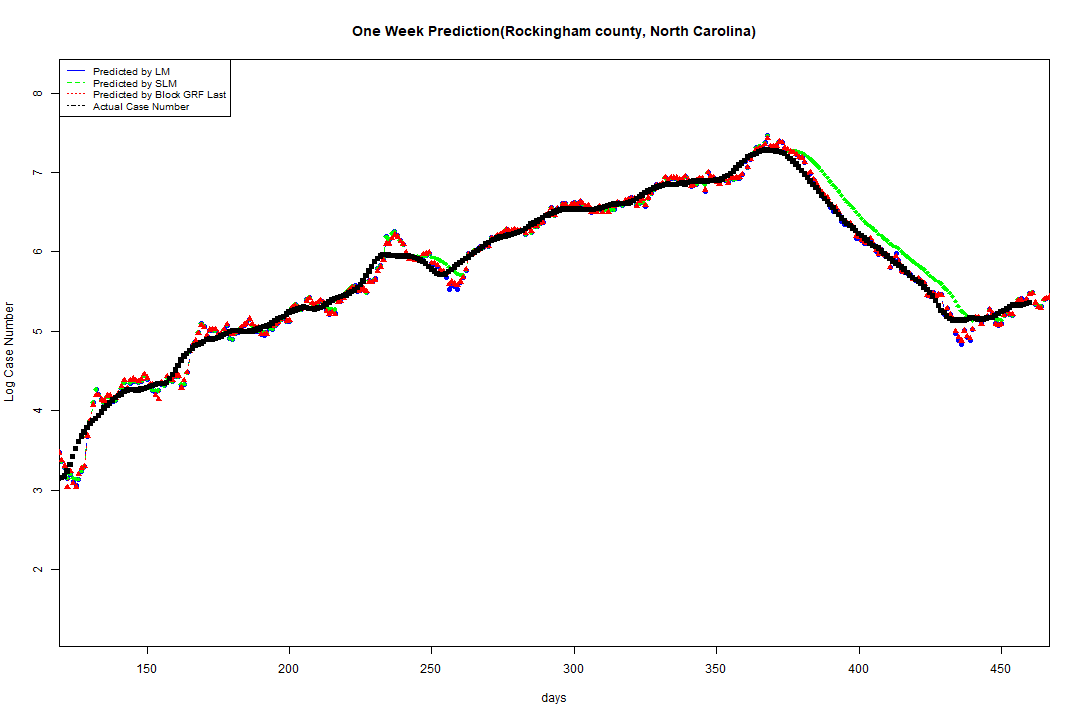 One Week Prediction(Rockingham county, North Carolina)
Predicted by LM
Predicted by SLM
Predicted by Block GRF Last
Actual Case Number
8
7
6
5
4
3
2
Log Case Number
150 200 250 300 350 400 450
days